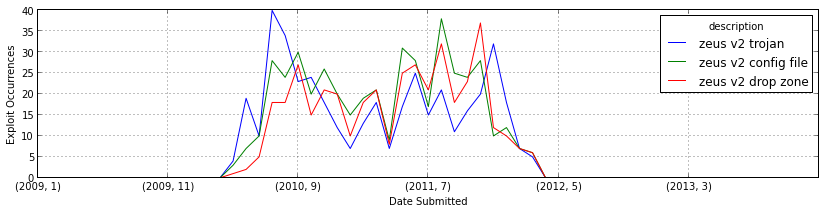 description
zeus v2 trojan
zeus v2 config file
zeus v2 drop zone
Exploit Occurrences
40
35
30
25
20
15
10
5
0
(2009, 1) (2009, 11) (2010, 9) (2011, 7) (2012, 5) (2013, 3)
Date Submitted